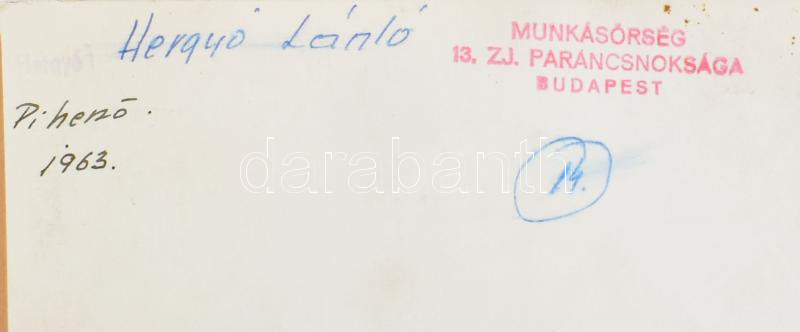 Hergyó László
MUNKÁSŐRSÉG
13. ZJ. PARANCSNOKSÁGA
BUDAPEST
Pihenő.
1963.
14.
darabanth